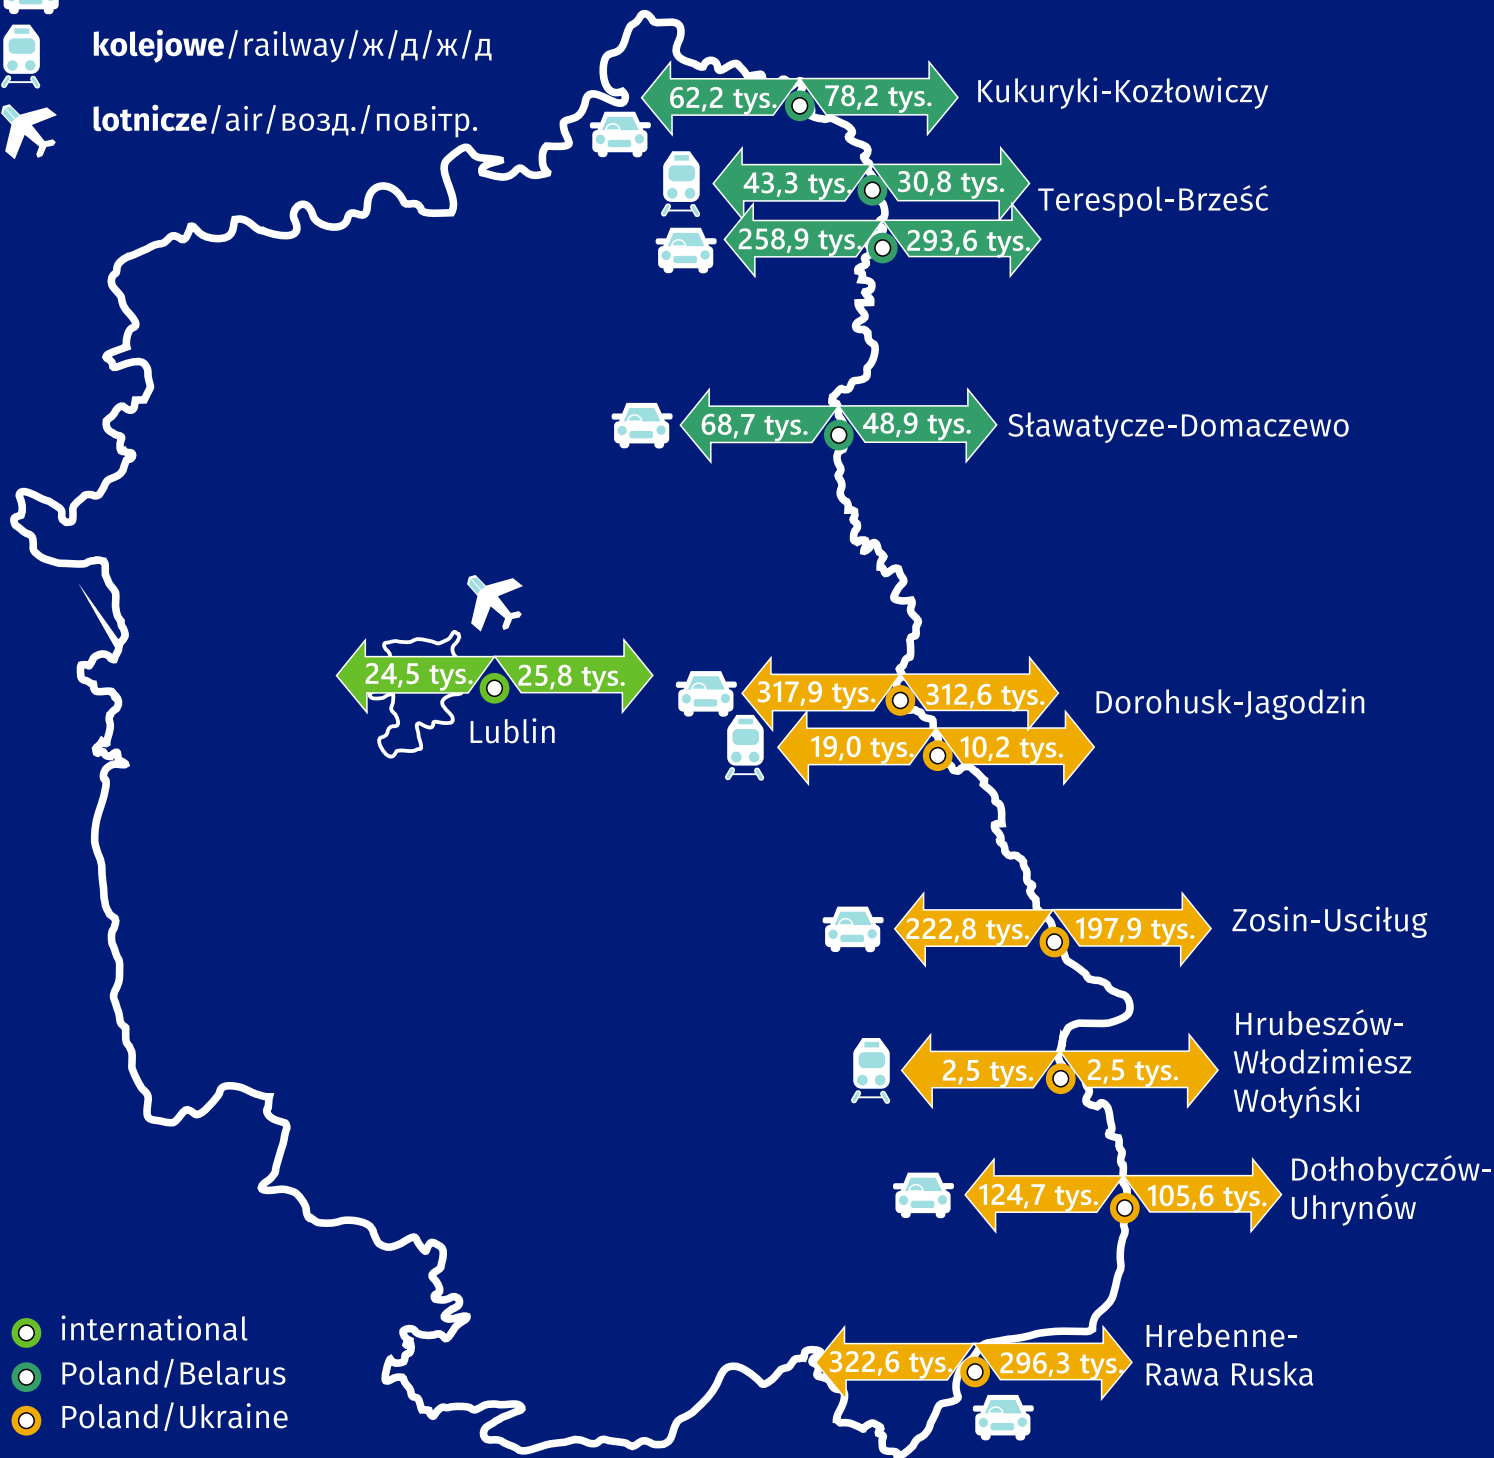 kolejowe/railway/ж/д/ж/д
lotnicze/air/возд./повітр.
62,2 tys. 78,2 tys. Kukuryki-Kozłowiczy
43,3 tys. 30,8 tys.
Terespol-Brześć
258,9 tys. 293,6 tys.
68,7 tys. 48,9 tys. Sławatycze-Domaczewo
24,5 tys. 25,8 tys.
Lublin
317,9 tys. 312,6 tys. Dorohusk-Jagodzin
19,0 tys. 10,2 tys.
222,8 tys. 197,9 tys. Zosin-Usciług
2,5 tys. 2,5 tys.
Hrubeszów-
Włodzimiesz
Wołyński
124,7 tys. 105,6 tys.
Dołhobyczów-
Uhrynów
322,6 tys. 296,3 tys.
Hrebenne-
Rawa Ruska
international
Poland/Belarus
Poland/Ukraine